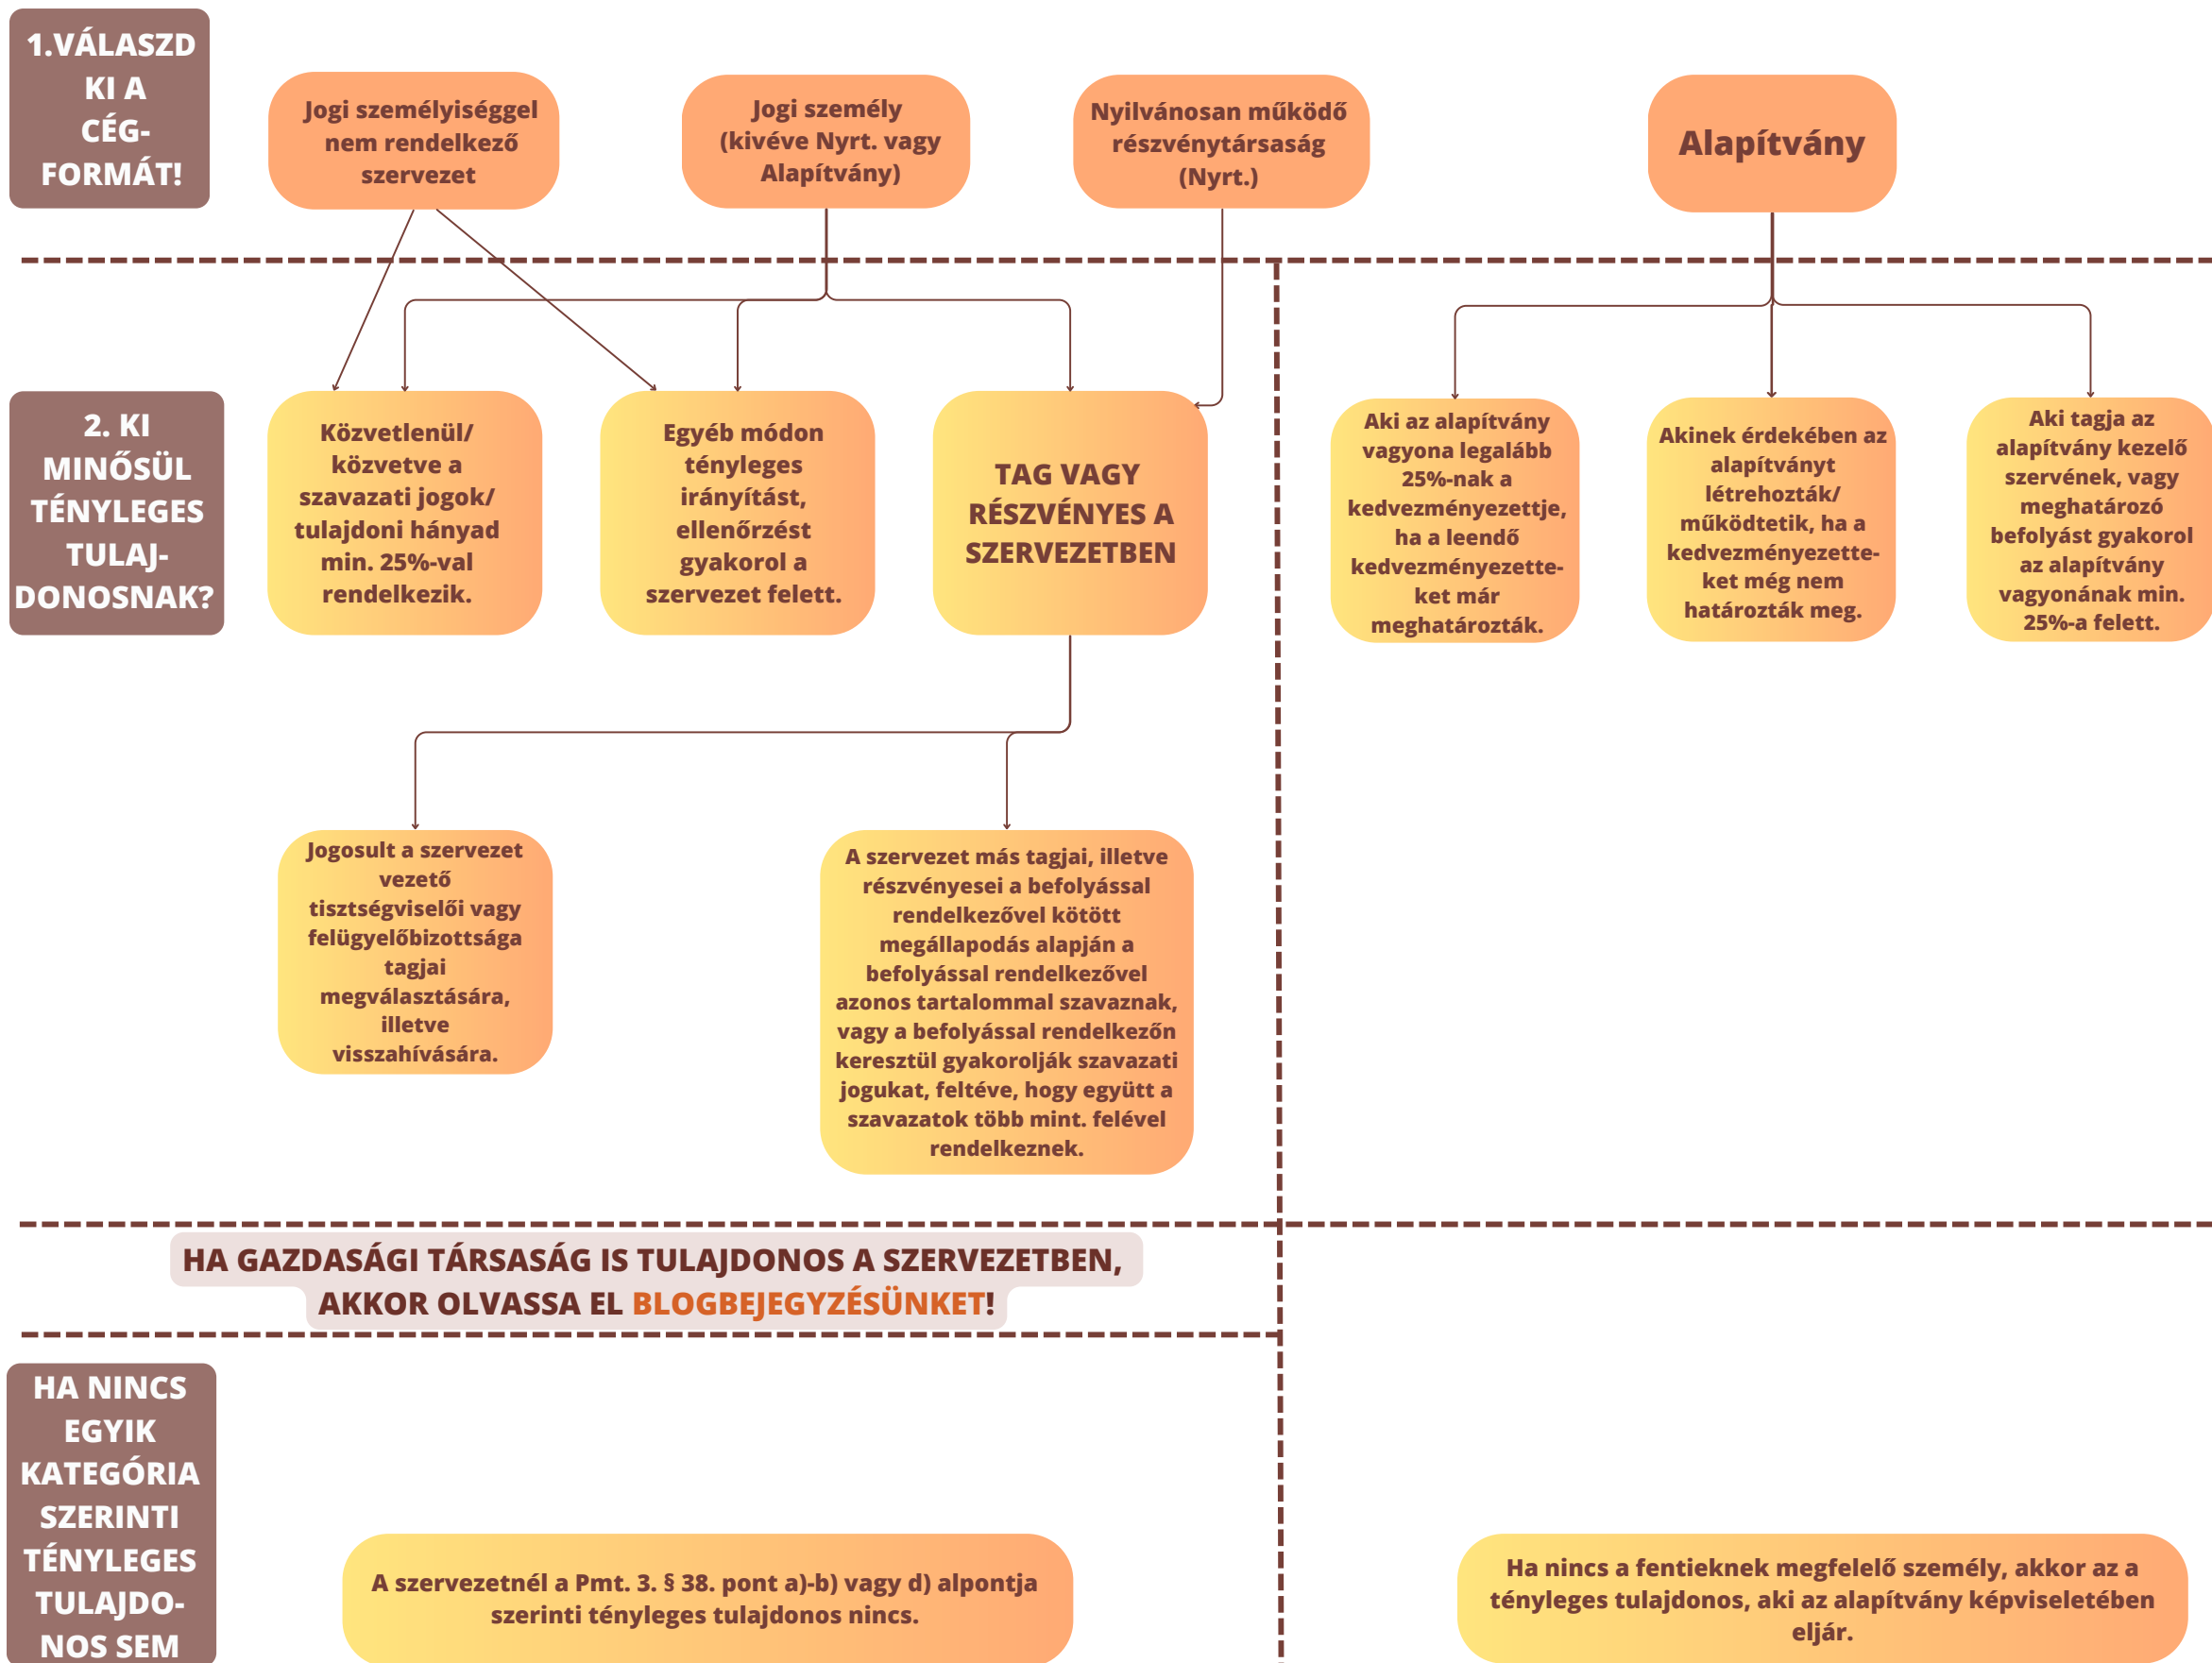 1.VÁLASZD
KI A
CÉG-
FORMÁT!
Jogi személyiséggel
nem rendelkező
szervezet
Jogi személy
(kivéve Nyrt. vagy
Alapítvány)
Nyilvánosan működő
részvénytársaság
(Nyrt.)
Alapítvány
2. KI
MINŐSÜL
TÉNYLEGES
TULAJ-
DONOSNAK?
Közvetlenül/
közvetve a
szavazati jogok/
tulajdoni hányad
min. 25%-val
rendelkezik.
Egyéb módon
tényleges
irányítást,
ellenőrzést
gyakorol a
szervezet felett.
TAG VAGY
RÉSZVÉNYES A
SZERVEZETBEN
Aki az alapítvány
vagyona legalább
25%-nak a
kedvezményezettje,
ha a leendő
kedvezményezette-
ket már
meghatározták.
Akinek érdekében az
alapítványt
létrehozták/
működtetik, ha a
kedvezményezette-
ket még nem
határozták meg.
Aki tagja az
alapítvány kezelő
szervének, vagy
meghatározó
befolyást gyakorol
az alapítvány
vagyonának min.
25%-a felett.
Jogosult a szervezet
vezető
tisztségviselői vagy
felügyelőbizottsága
tagjai
megválasztására,
illetve
visszahívására.
A szervezet más tagjai, illetve
részvényesei a befolyással
rendelkezővel kötött
megállapodás alapján a
befolyással rendelkezővel
azonos tartalommal szavaznak,
vagy a befolyással rendelkezőn
keresztül gyakorolják szavazati
jogukat, feltéve, hogy együtt a
szavazatok több mint. felével
rendelkeznek.
HA GAZDASÁGI TÁRSASÁG IS TULAJDONOS A SZERVEZETBEN,
AKKOR OLVASSA EL BLOGBEJEGYZÉSÜNKET!
HA NINCS
EGYIK
KATEGÓRIA
SZERINTI
TÉNYLEGES
TULAJDO-
NOS SEM
A szervezetnél a Pmt. 3. § 38. pont a)-b) vagy d) alpontja
szerinti tényleges tulajdonos nincs.
Ha nincs a fentieknek megfelelő személy, akkor az a
tényleges tulajdonos, aki az alapítvány képviseletében
eljár.